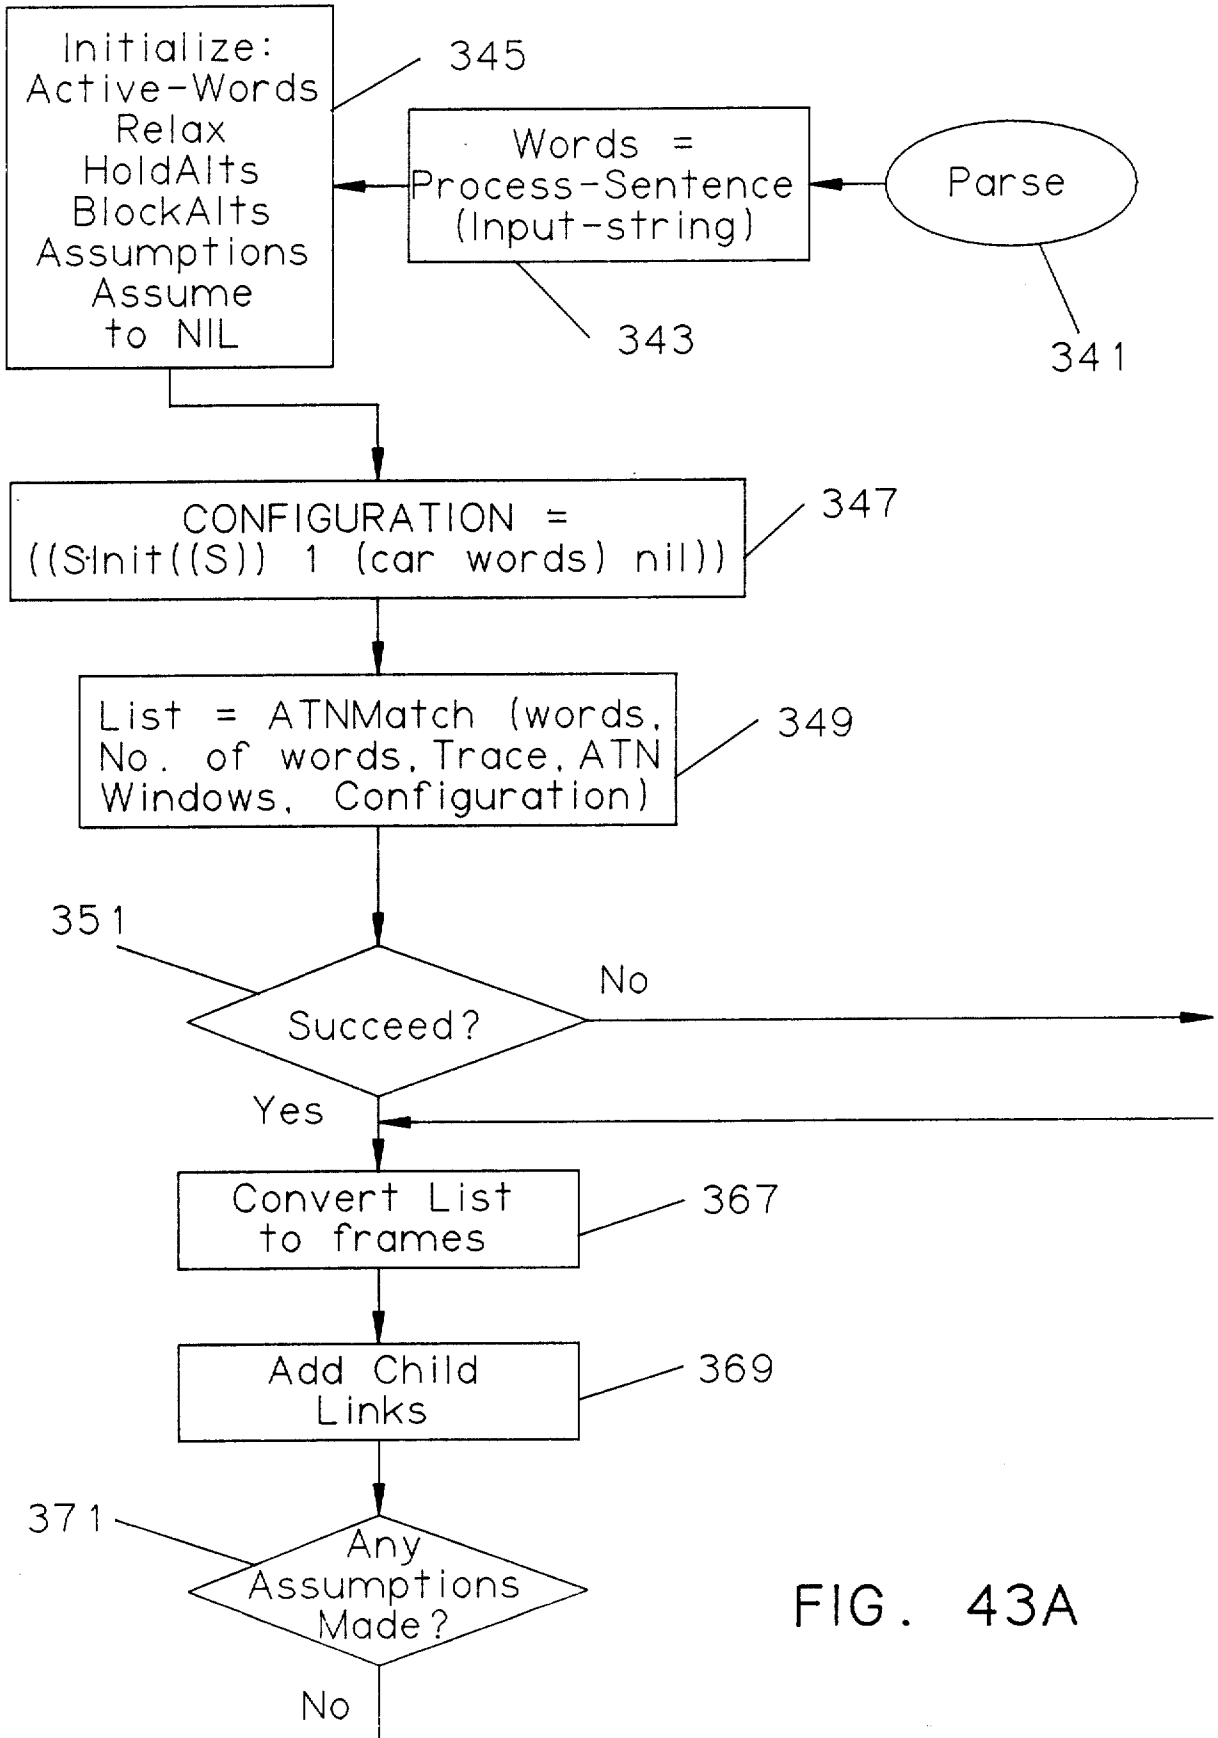 Initialize:
Active-Words
Relax
HoldAlts
BlockAlts
Assumptions
Assume
to NIL
345
Words =
Process-Sentence
(Input-string)
343
Parse
341
CONFIGURATION =
((S·Init((S)) 1 (car words) nil))
347
List = ATNMatch (words,
No. of words, Trace, ATN
Windows, Configuration)
349
351
Succeed?
No
Yes
Convert List
to frames
367
Add Child
Links
369
371
Any
Assumptions
Made?
No
FIG. 43A